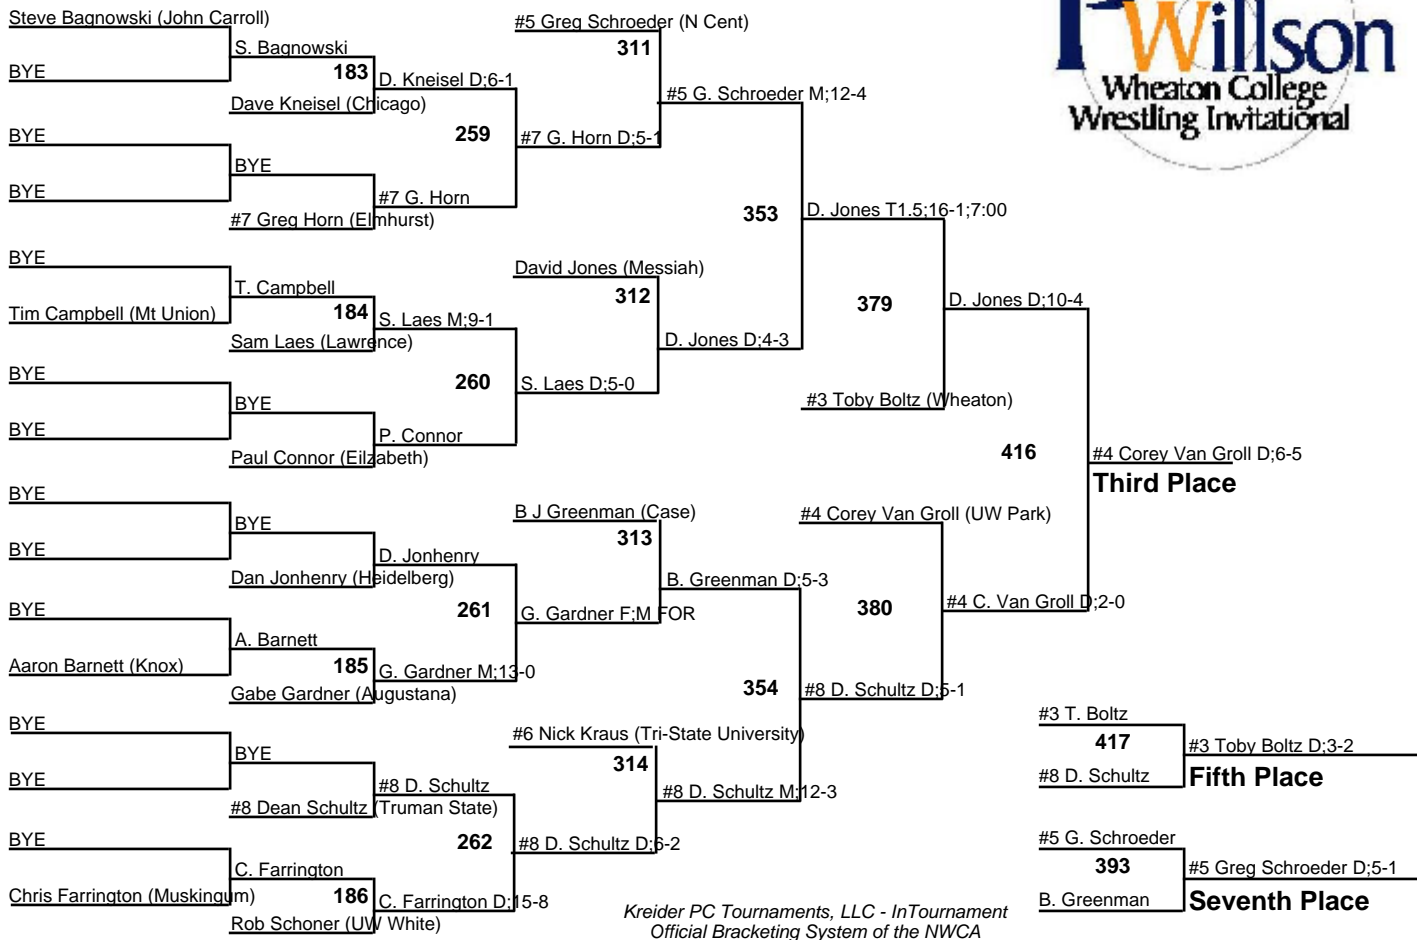 Steve Bagnowski (John Carroll)
BYE
BYE
BYE
BYE
Tim Campbell (Mt Union)
BYE
BYE
BYE
BYE
BYE
Aaron Barnett (Knox)
BYE
BYE
BYE
Chris Farrington (Muskingum)
S. Bagnowski
183
Dave Kneisel (Chicago)
BYE
#7 Greg Horn (Elmhurst)
T. Campbell
184
Sam Laes (Lawrence)
BYE
Paul Connor (Eilzabeth)
BYE
Dan Jonhenry (Heidelberg)
A. Barnett
185
Gabe Gardner (Augustana)
BYE
#8 Dean Schultz (Truman State)
C. Farrington
186
Rob Schoner (UW White)
D. Kneisel D;6-1
259
#7 G. Horn
S. Laes M;9-1
260
P. Connor
D. Jonhenry
261
G. Gardner M;13-0
#8 D. Schultz
262
C. Farrington D;15-8
#5 Greg Schroeder (N Cent)
311
#7 G. Horn D;5-1
David Jones (Messiah)
312
S. Laes D;5-0
B J Greenman (Case)
313
G. Gardner F;M FOR
#6 Nick Kraus (Tri-State University)
314
#8 D. Schultz D;6-2
#5 G. Schroeder M;12-4
353
D. Jones D;4-3
B. Greenman D;5-3
354
#8 D. Schultz M;12-3
D. Jones T1.5;16-1;7:00
379
#3 Toby Boltz (Wheaton)
#4 Corey Van Groll (UW Park)
380
#8 D. Schultz D;5-1
D. Jones D;10-4
416
#4 C. Van Groll D;2-0
#4 Corey Van Groll D;6-5
Third Place
#3 T. Boltz
417
#8 D. Schultz
#3 Toby Boltz D;3-2
Fifth Place
#5 G. Schroeder
393
B. Greenman
#5 Greg Schroeder D;5-1
Seventh Place
Willson
Wheaton College
Wrestling Invitational
Kreider PC Tournaments, LLC - InTournament
Official Bracketing System of the NWCA